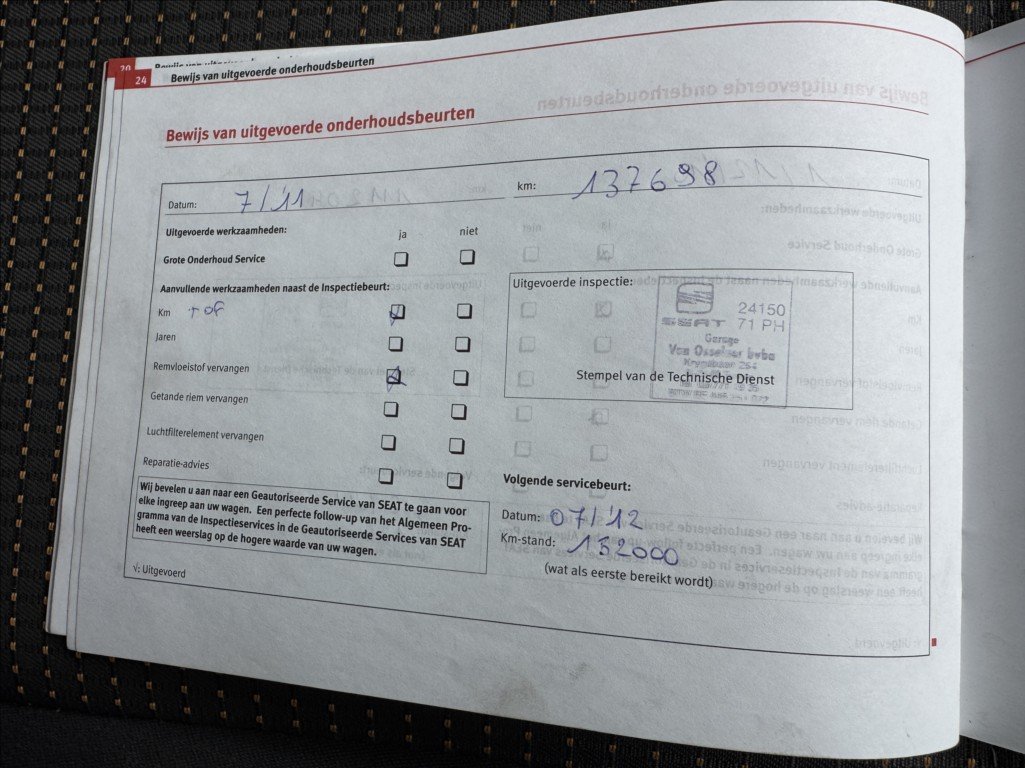 20
24 Bewijs van uitgevoerde onderhoudsbeurten
Bewijs van uitgevoerde onderhoudsbeurten
Datum: 7/'11 km: 137698
Uitgevoerde werkzaamheden: ja niet
Grote Onderhoud Service
Aanvullende werkzaamheden naast de Inspectiebeurt:
Km + of
Jaren
Remvloeistof vervangen
Getande riem vervangen
Luchtfilterelement vervangen
Reparatie-advies
Wij bevelen u aan naar een Geautoriseerde Service van SEAT te gaan voor
elke ingreep aan uw wagen. Een perfecte follow-up van het Algemeen Pro-
gramma van de Inspectieservices in de Geautoriseerde Services van SEAT
heeft een weerslag op de hogere waarde van uw wagen.
√: Uitgevoerd
Uitgevoerde inspectie:
SEAT
24150
71 PH
Garage
Van Osselaer bvba
Stempel van de Technische Dienst
Volgende servicebeurt:
Datum: 07/'12
Km-stand: 152000
(wat als eerste bereikt wordt)